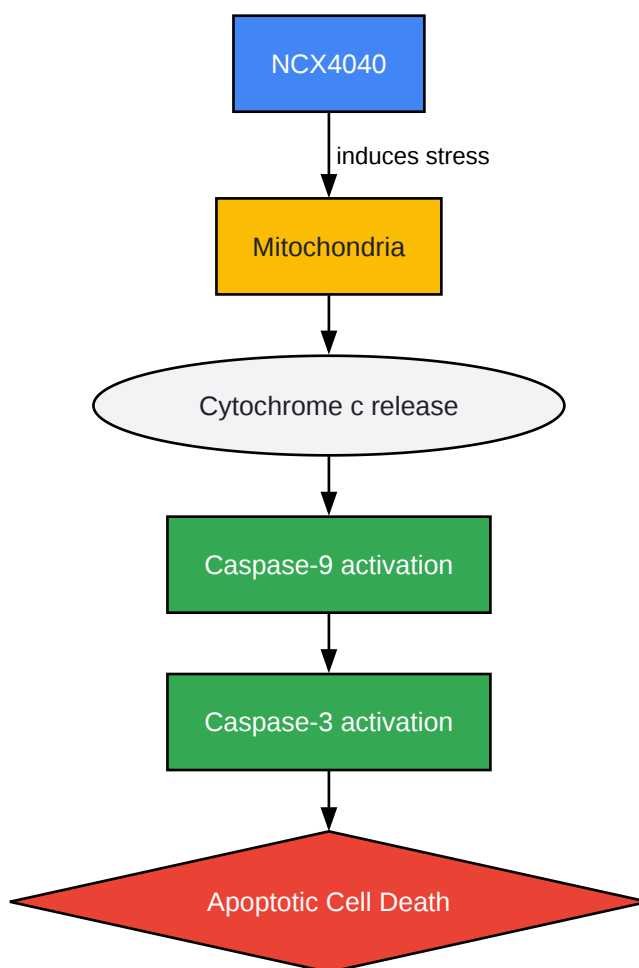 NCX4040
induces stress
Mitochondria
Cytochrome c release
Caspase-9 activation
Caspase-3 activation
Apoptotic Cell Death